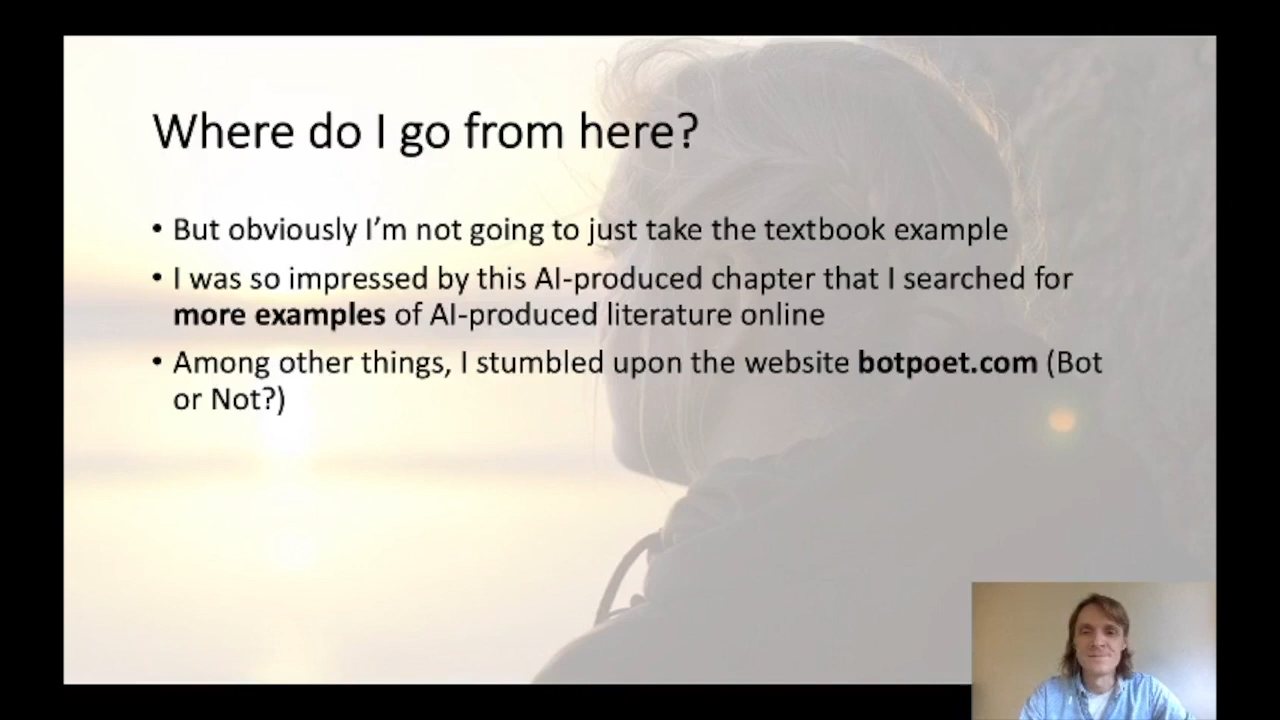 Where do I go from here?
• But obviously I’m not going to just take the textbook example
• I was so impressed by this AI-produced chapter that I searched for
more examples of AI-produced literature online
• Among other things, I stumbled upon the website botpoet.com (Bot
or Not?)